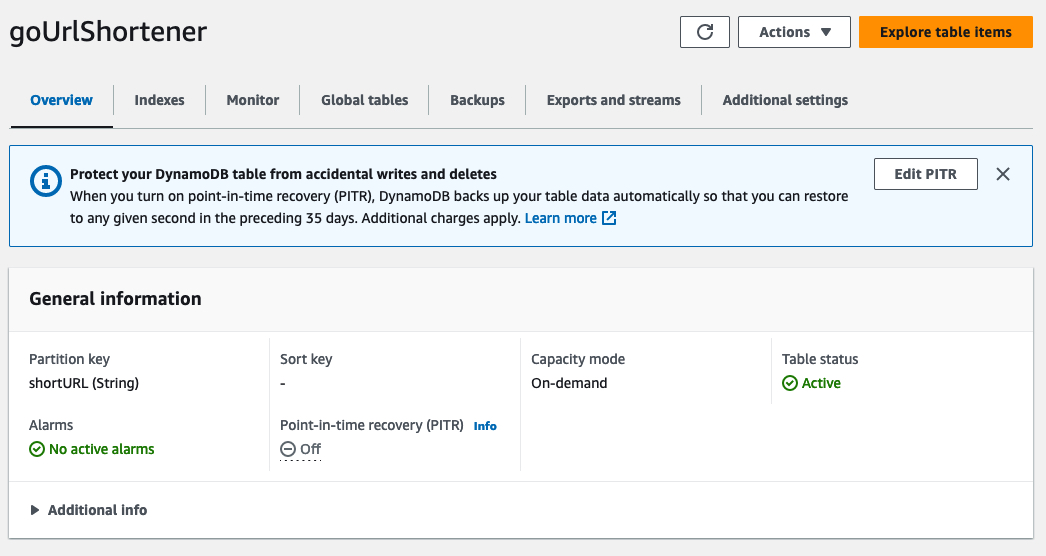 goUrlShortener
Actions
Explore table items
Overview
Indexes
Monitor
Global tables
Backups
Exports and streams
Additional settings
Protect your DynamoDB table from accidental writes and deletes
When you turn on point-in-time recovery (PITR), DynamoDB backs up your table data automatically so that you can restore
to any given second in the preceding 35 days. Additional charges apply. Learn more
Edit PITR
General information
Partition key
shortURL (String)
Sort key
-
Capacity mode
On-demand
Table status
Active
Alarms
No active alarms
Point-in-time recovery (PITR) Info
Off
Additional info